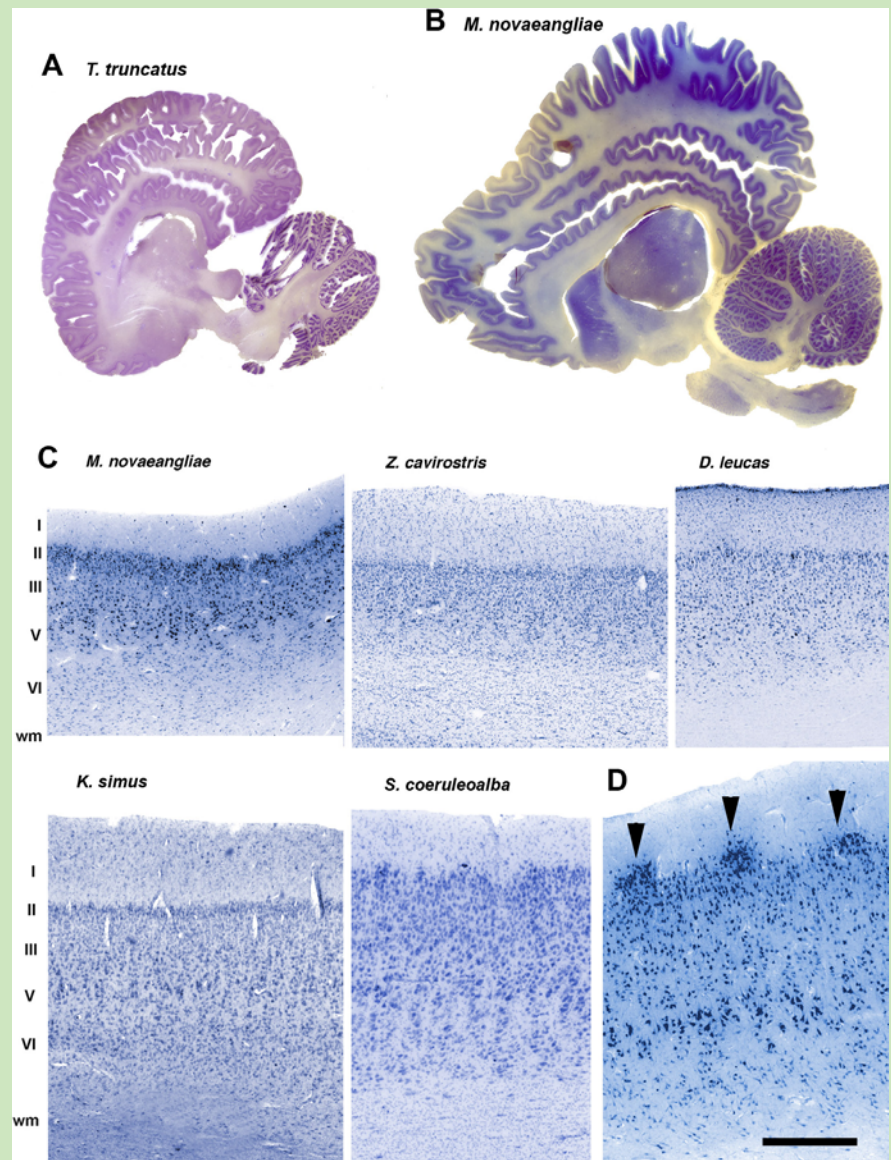 A T. truncatus
B M. novaeangliae
C M. novaeangliae
Z. cavirostris
D. leucas
I
II
III
V
VI
wm
K. simus
S. coeruleoalba
D
I
II
III
V
VI
wm